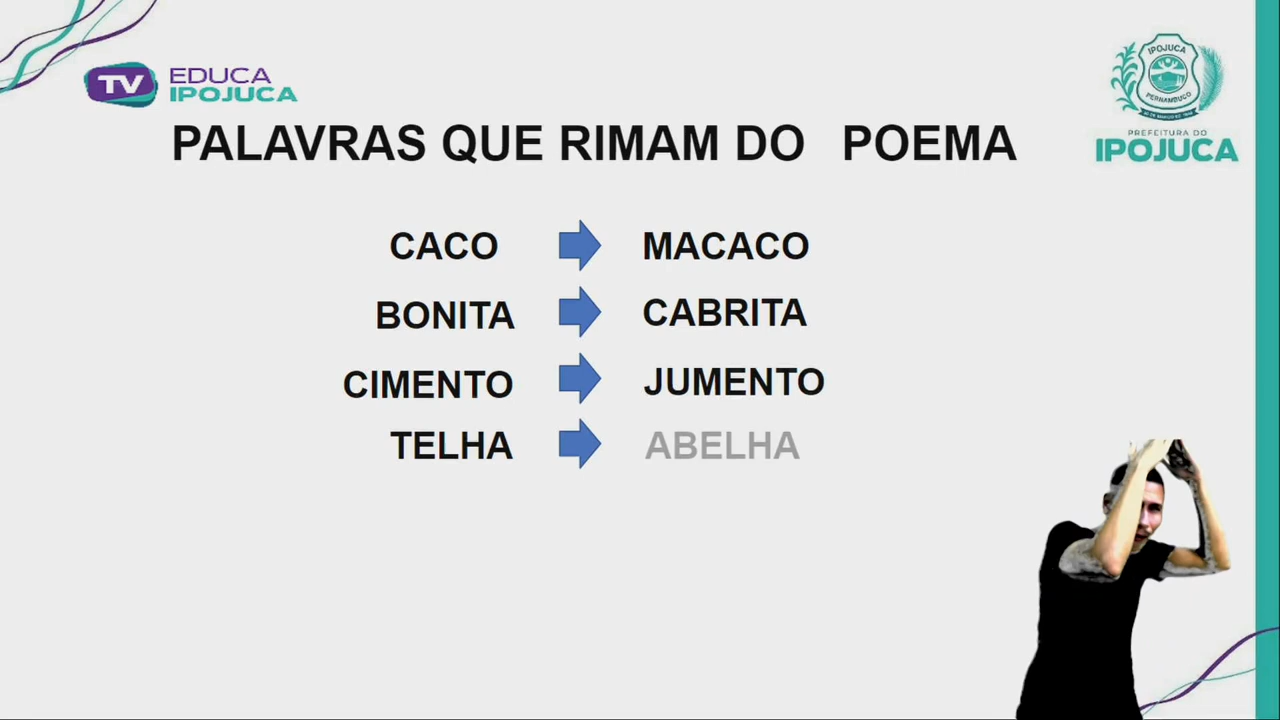 TV EDUCA
IPOJUCA
IPOJUCA
PERNAMBUCO
PREFEITURA DO
IPOJUCA
PALAVRAS QUE RIMAM DO POEMA
CACO MACACO
BONITA CABRITA
CIMENTO JUMENTO
TELHA ABELHA